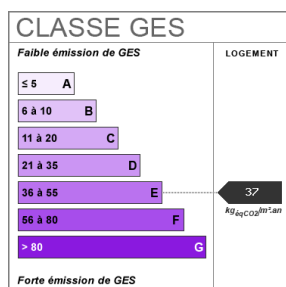 CLASSE GES
Faible émission de GES
LOGEMENT
≤ 5 A
6 à 10 B
11 à 20 C
21 à 35 D
36 à 55 E
37
kgéqCO2/m².an
56 à 80 F
> 80 G
Forte émission de GES